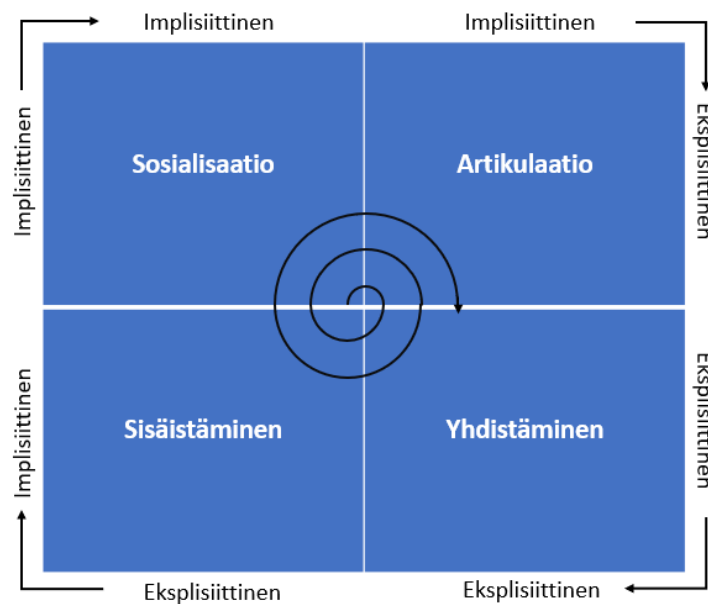 Implisiittinen
Implisiittinen
Implisiittinen
Sosialisaatio
Artikulaatio
Eksplisiittinen
Implisiittinen
Sisäistäminen
Yhdistäminen
Eksplisiittinen
Eksplisiittinen
Eksplisiittinen